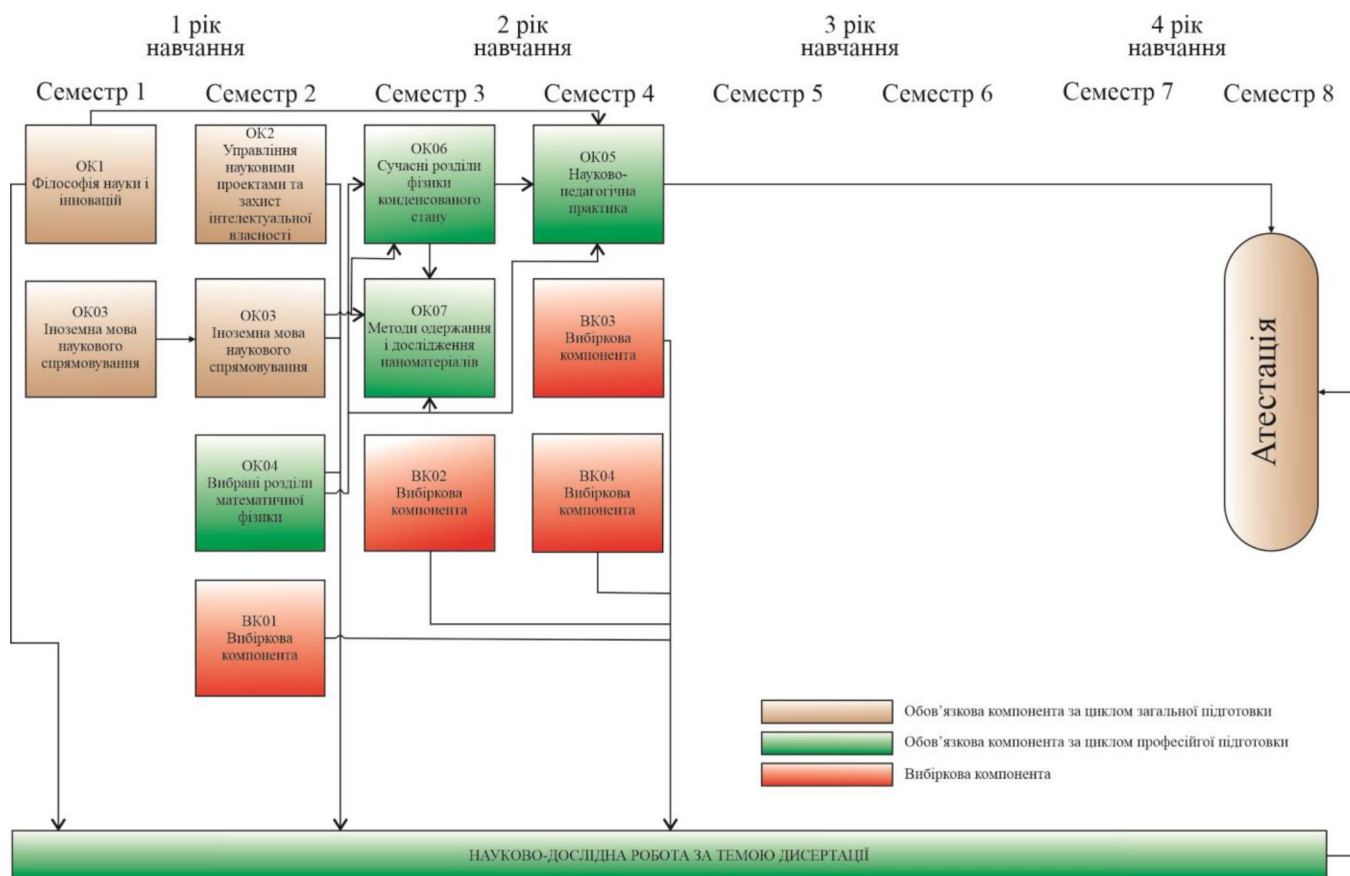 1 рік
навчання
2 рік
навчання
3 рік
навчання
4 рік
навчання
Семестр 1
Семестр 2
Семестр 3
Семестр 4
Семестр 5
Семестр 6
Семестр 7
Семестр 8
ОК1
Філософія науки і
інновацій
ОК2
Управління
науковими
проектами та
захист
інтелектуальної
власності
ОК06
Сучасні розділи
фізики
конденсованого
стану
ОК05
Науково-
педагогічна
практика
ОК03
Іноземна мова
наукового
спрямовування
ОК03
Іноземна мова
наукового
спрямовування
ОК07
Методи одержання
і дослідження
наноматеріалів
ВК03
Вибіркова
компонента
Атестація
ОК04
Вибрані розділи
математичної
фізики
ВК02
Вибіркова
компонента
ВК04
Вибіркова
компонента
ВК01
Вибіркова
компонента
Обов’язкова компонента за циклом загальної підготовки
Обов’язкова компонента за циклом професійгої підготовки
Вибіркова компонента
НАУКОВО-ДОСЛІДНА РОБОТА ЗА ТЕМОЮ ДИСЕРТАЦІЇ